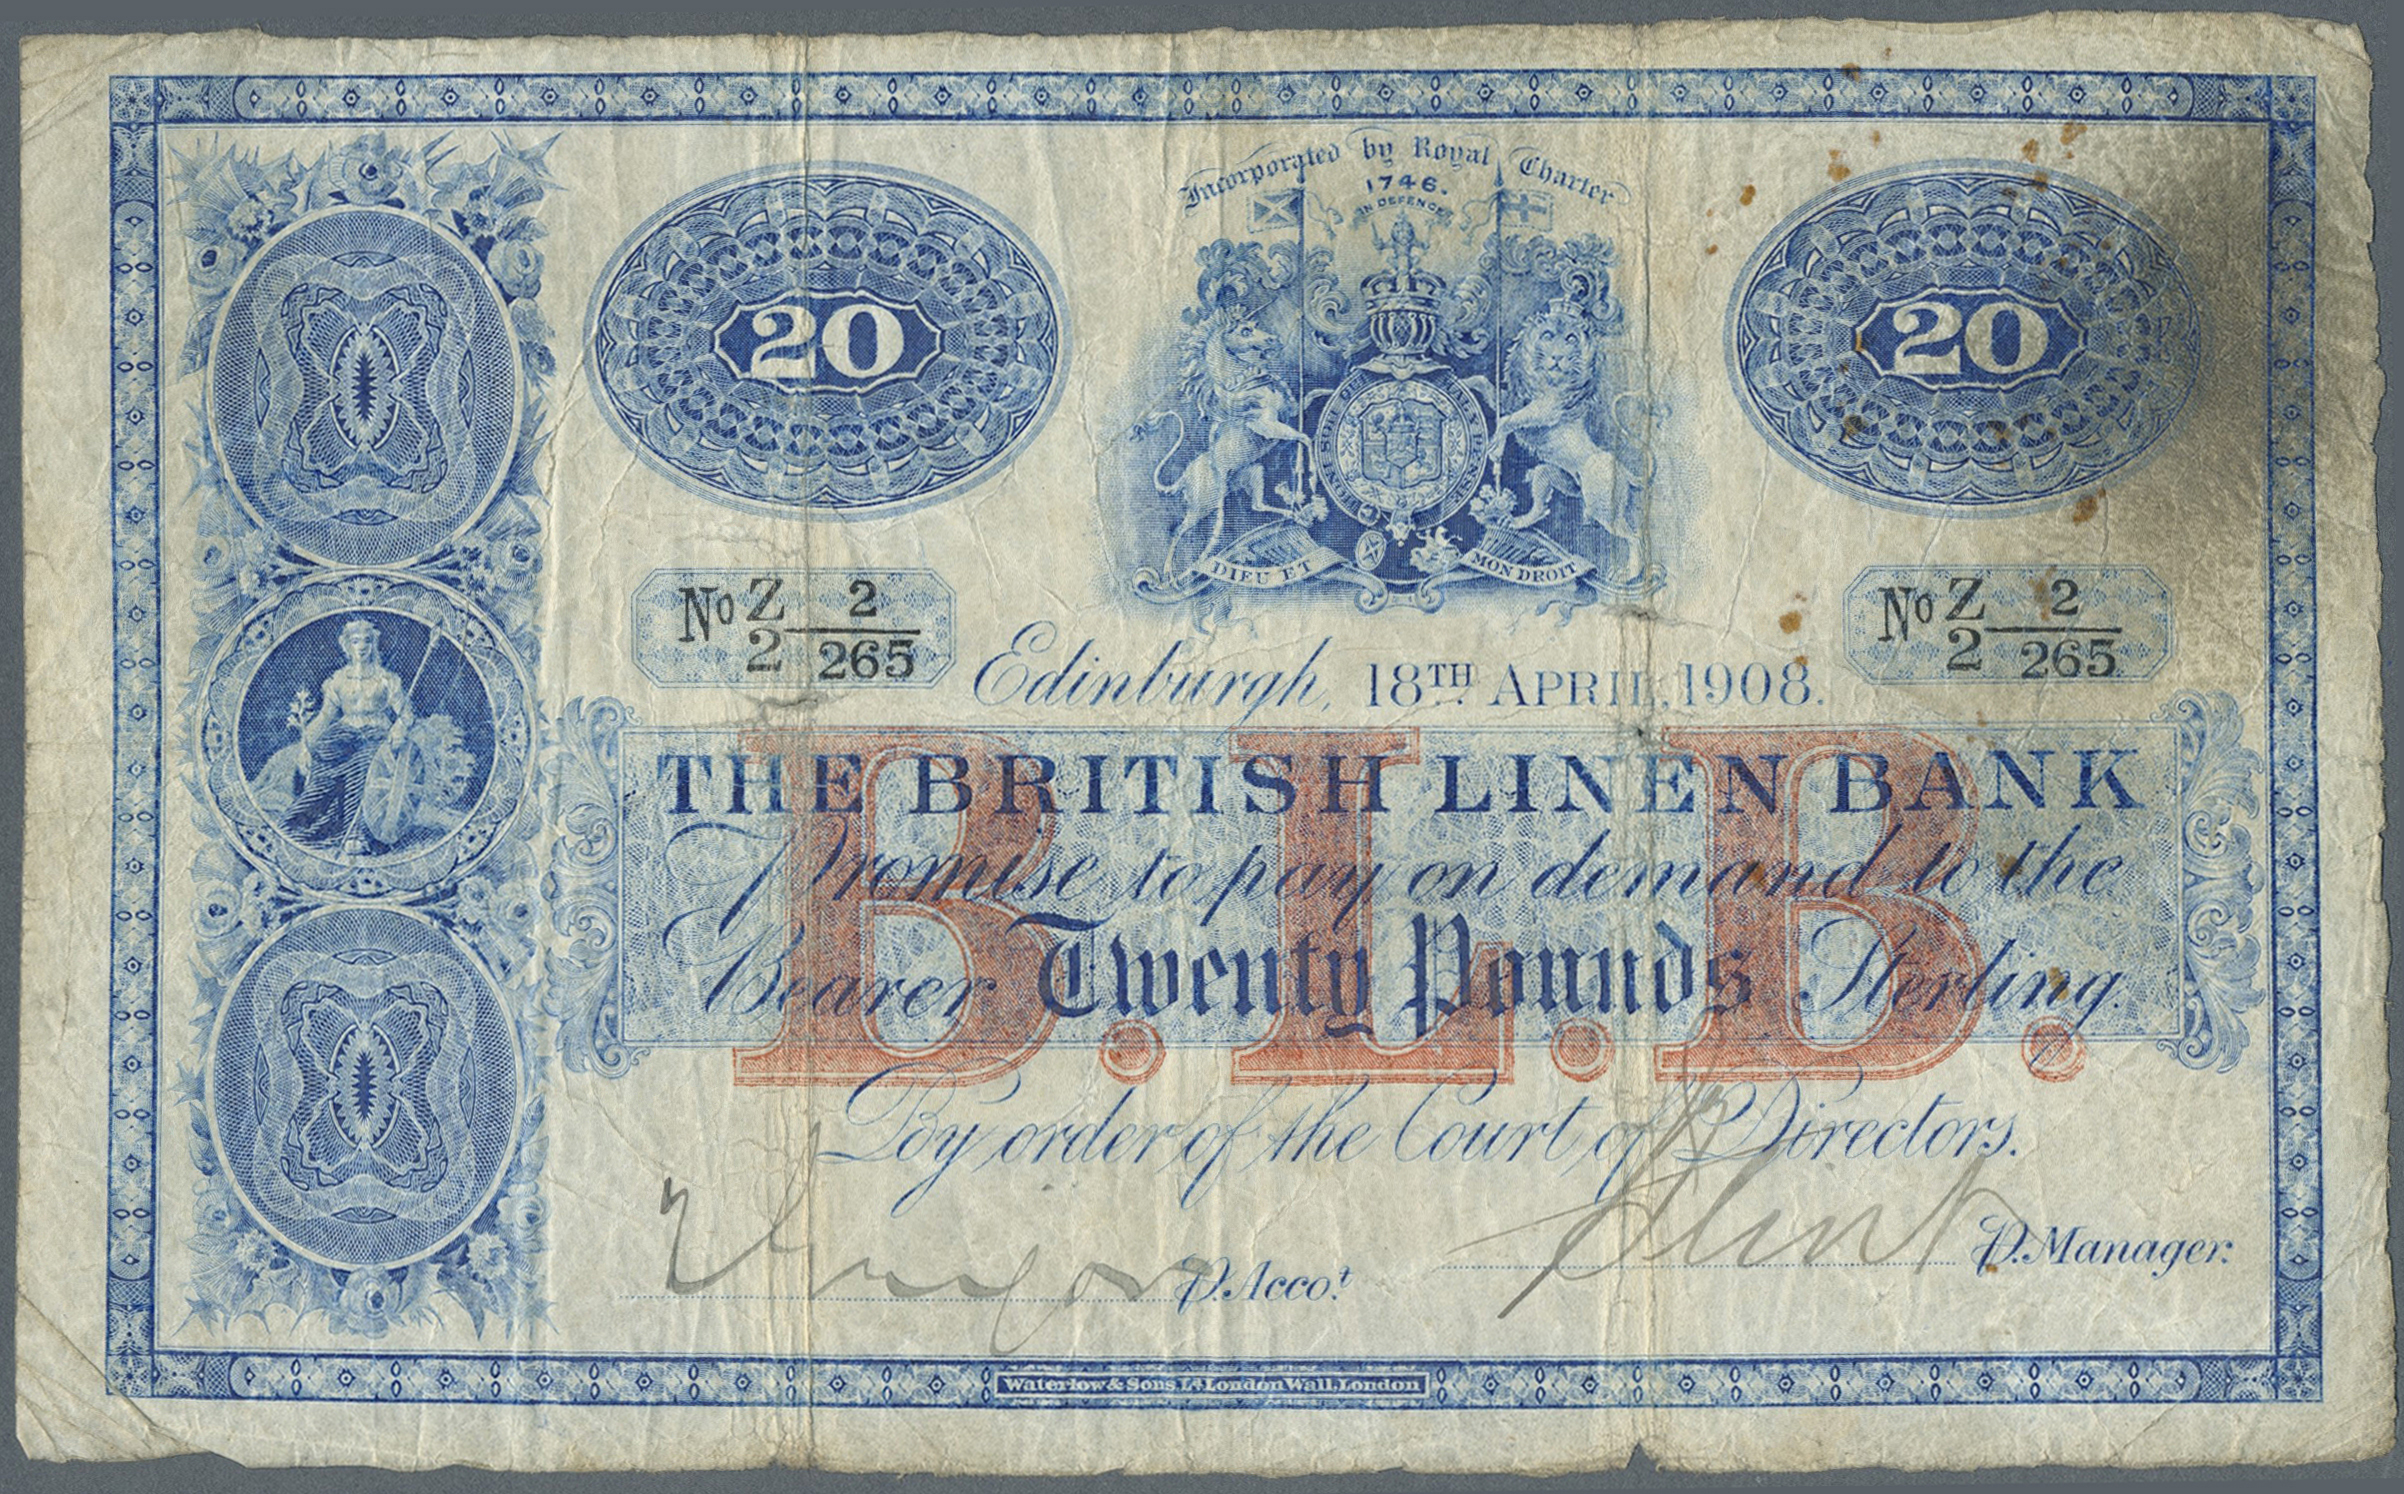 Incorporated by Royal Charter
1746.
IN DEFENCE
20
20
DIEU ET MON DROIT
No Z/2 2/265
No Z/2 2/265
Edinburgh, 18TH APRIL, 1908.
B.L.B.
THE BRITISH LINEN BANK
Promise to pay on demand to the
Bearer Twenty Pounds Sterling.
By order of the Court of Directors.
P. Acco.t
P. Manager.
Waterlow & Sons Ld. London Wall, London